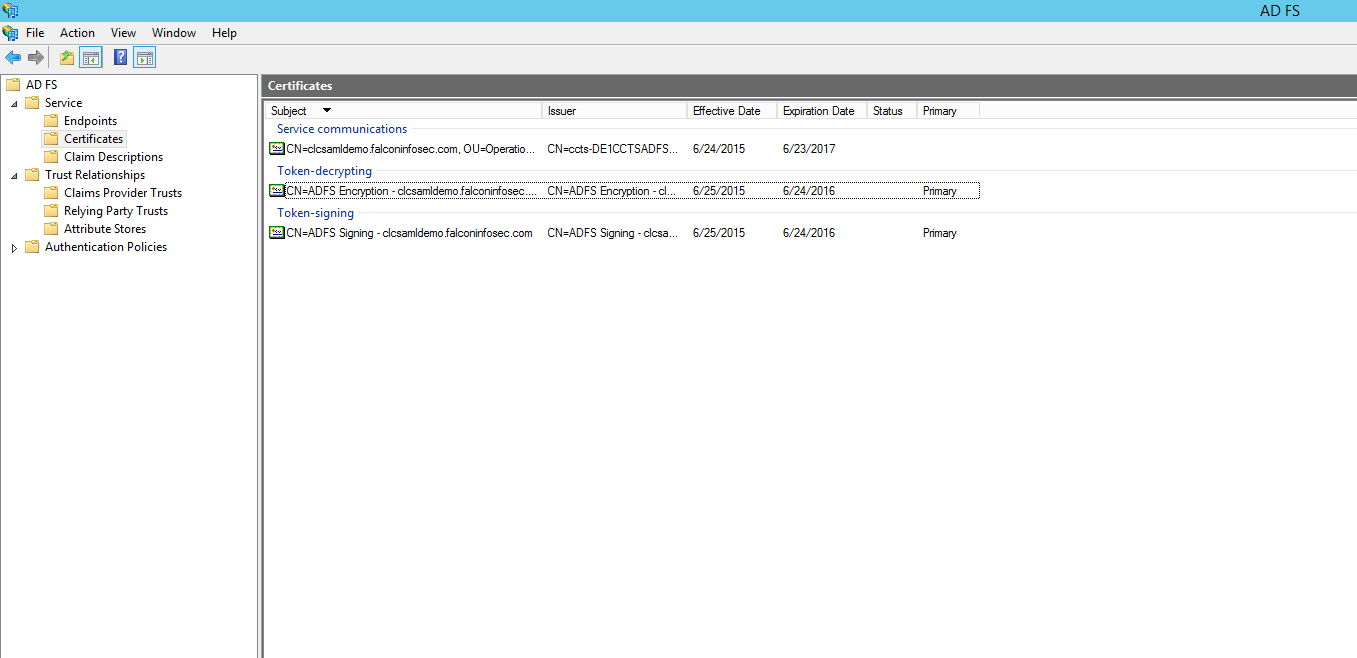 AD FS
File Action View Window Help
AD FS
Service
Endpoints
Certificates
Claim Descriptions
Trust Relationships
Claims Provider Trusts
Relying Party Trusts
Attribute Stores
Authentication Policies
Certificates
Subject Issuer Effective Date Expiration Date Status Primary
Service communications
CN=clcsamldemo.falconinfosec.com, OU=Operatio... CN=ccts-DE1CCTSADFS... 6/24/2015 6/23/2017
Token-decrypting
CN=ADFS Encryption - clcsamldemo.falconinfosec.... CN=ADFS Encryption - cl... 6/25/2015 6/24/2016 Primary
Token-signing
CN=ADFS Signing - clcsamldemo.falconinfosec.com CN=ADFS Signing - clcsa... 6/25/2015 6/24/2016 Primary